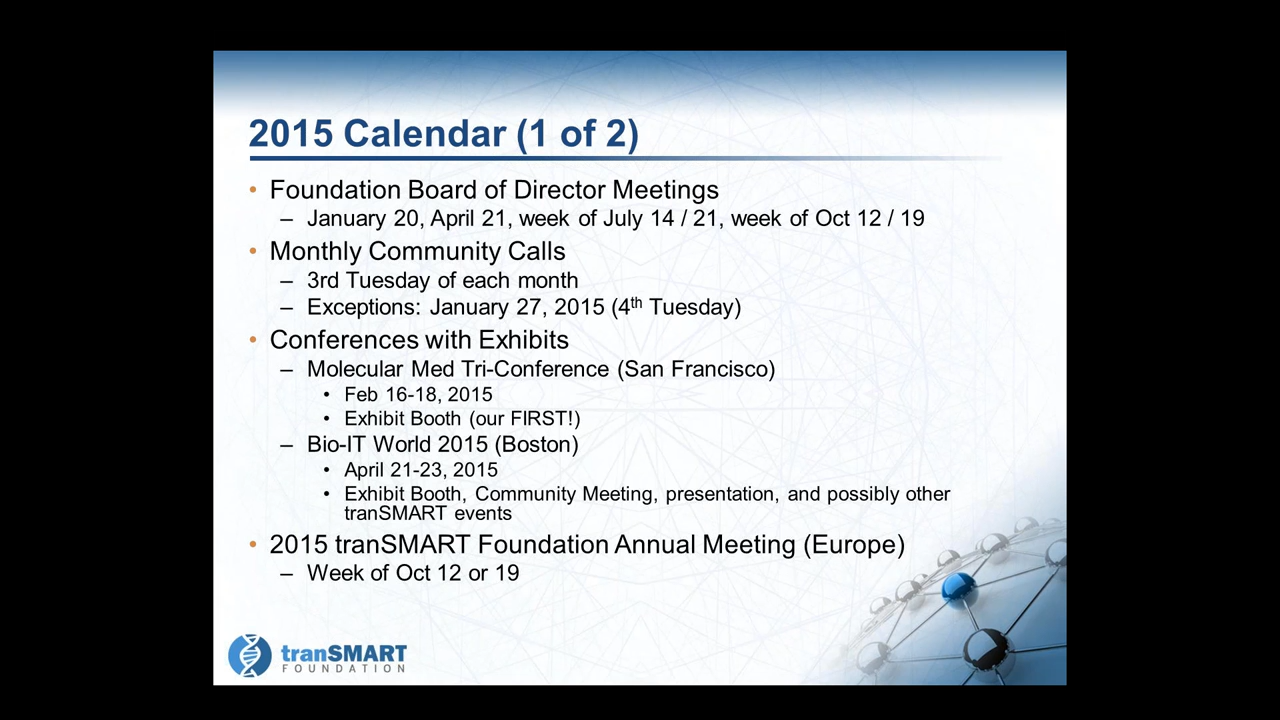 2015 Calendar (1 of 2)
• Foundation Board of Director Meetings
– January 20, April 21, week of July 14 / 21, week of Oct 12 / 19
• Monthly Community Calls
– 3rd Tuesday of each month
– Exceptions: January 27, 2015 (4th Tuesday)
• Conferences with Exhibits
– Molecular Med Tri-Conference (San Francisco)
• Feb 16-18, 2015
• Exhibit Booth (our FIRST!)
– Bio-IT World 2015 (Boston)
• April 21-23, 2015
• Exhibit Booth, Community Meeting, presentation, and possibly other
tranSMART events
• 2015 tranSMART Foundation Annual Meeting (Europe)
– Week of Oct 12 or 19
tranSMART
FOUNDATION